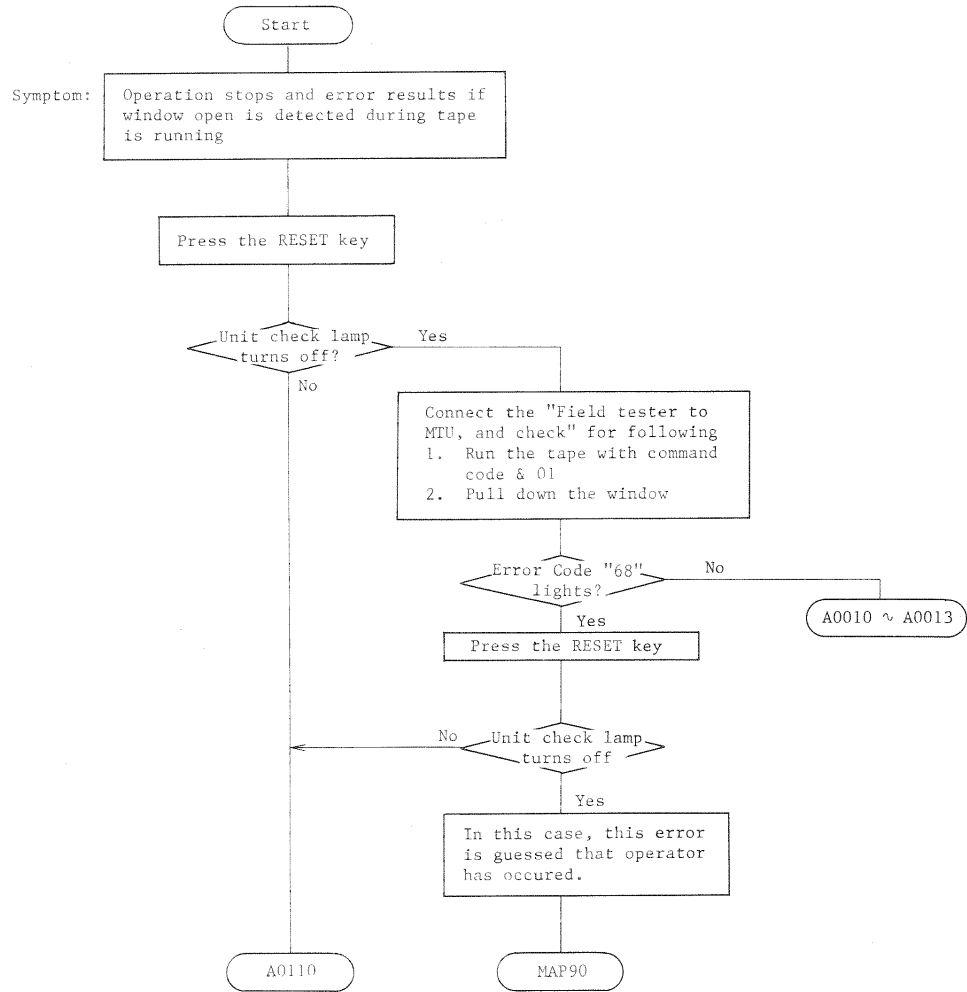 Start
Symptom:
Operation stops and error results if
window open is detected during tape
is running
Press the RESET key
Unit check lamp
turns off?
Yes
No
Connect the "Field tester to
MTU, and check" for following
1. Run the tape with command
code & 01
2. Pull down the window
Error Code "68"
lights?
No
A0010 ~ A0013
Yes
Press the RESET key
No
Unit check lamp
turns off
Yes
In this case, this error
is guessed that operator
has occured.
A0110
MAP90